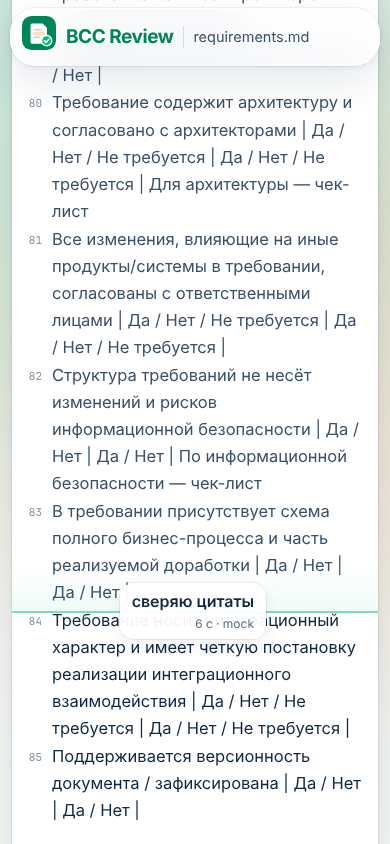 BCC Review
requirements.md
/ Нет |
80 Требование содержит архитектуру и
согласовано с архитекторами | Да /
Нет / Не требуется | Да / Нет / Не
требуется | Для архитектуры — чек-
лист
81 Все изменения, влияющие на иные
продукты/системы в требовании,
согласованы с ответственными
лицами | Да / Нет / Не требуется | Да
/ Нет / Не требуется |
82 Структура требований не несёт
изменений и рисков
информационной безопасности | Да /
Нет | Да / Нет | По информационной
безопасности — чек-лист
83 В требовании присутствует схема
полного бизнес-процесса и часть
реализуемой доработки | Да / Нет |
Да / Нет |
сверяю цитаты
6 с · mock
84 Требование носит
характер и имеет четкую постановку
реализации интеграционного
взаимодействия | Да / Нет / Не
требуется | Да / Нет / Не требуется |
85 Поддерживается версионность
документа / зафиксирована | Да / Нет
| Да / Нет |